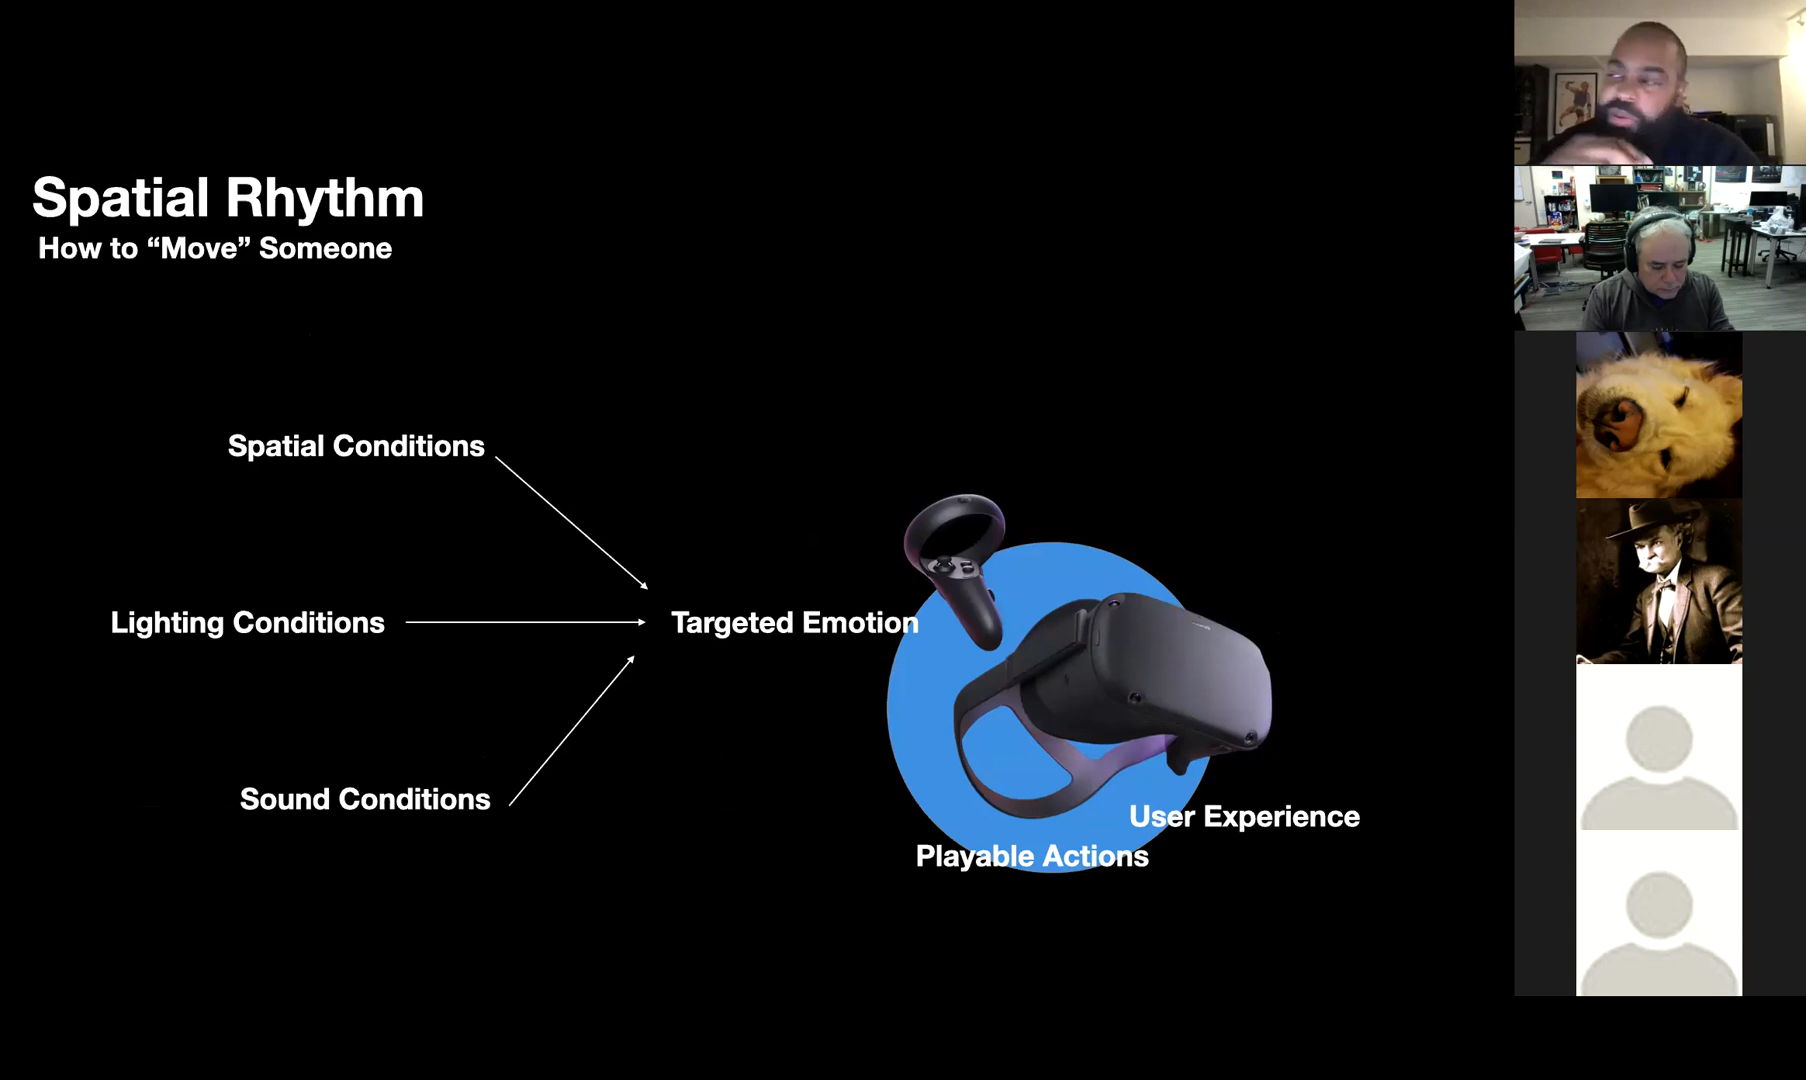 Spatial Rhythm
How to “Move” Someone
Spatial Conditions
Lighting Conditions
Targeted Emotion
Sound Conditions
User Experience
Playable Actions